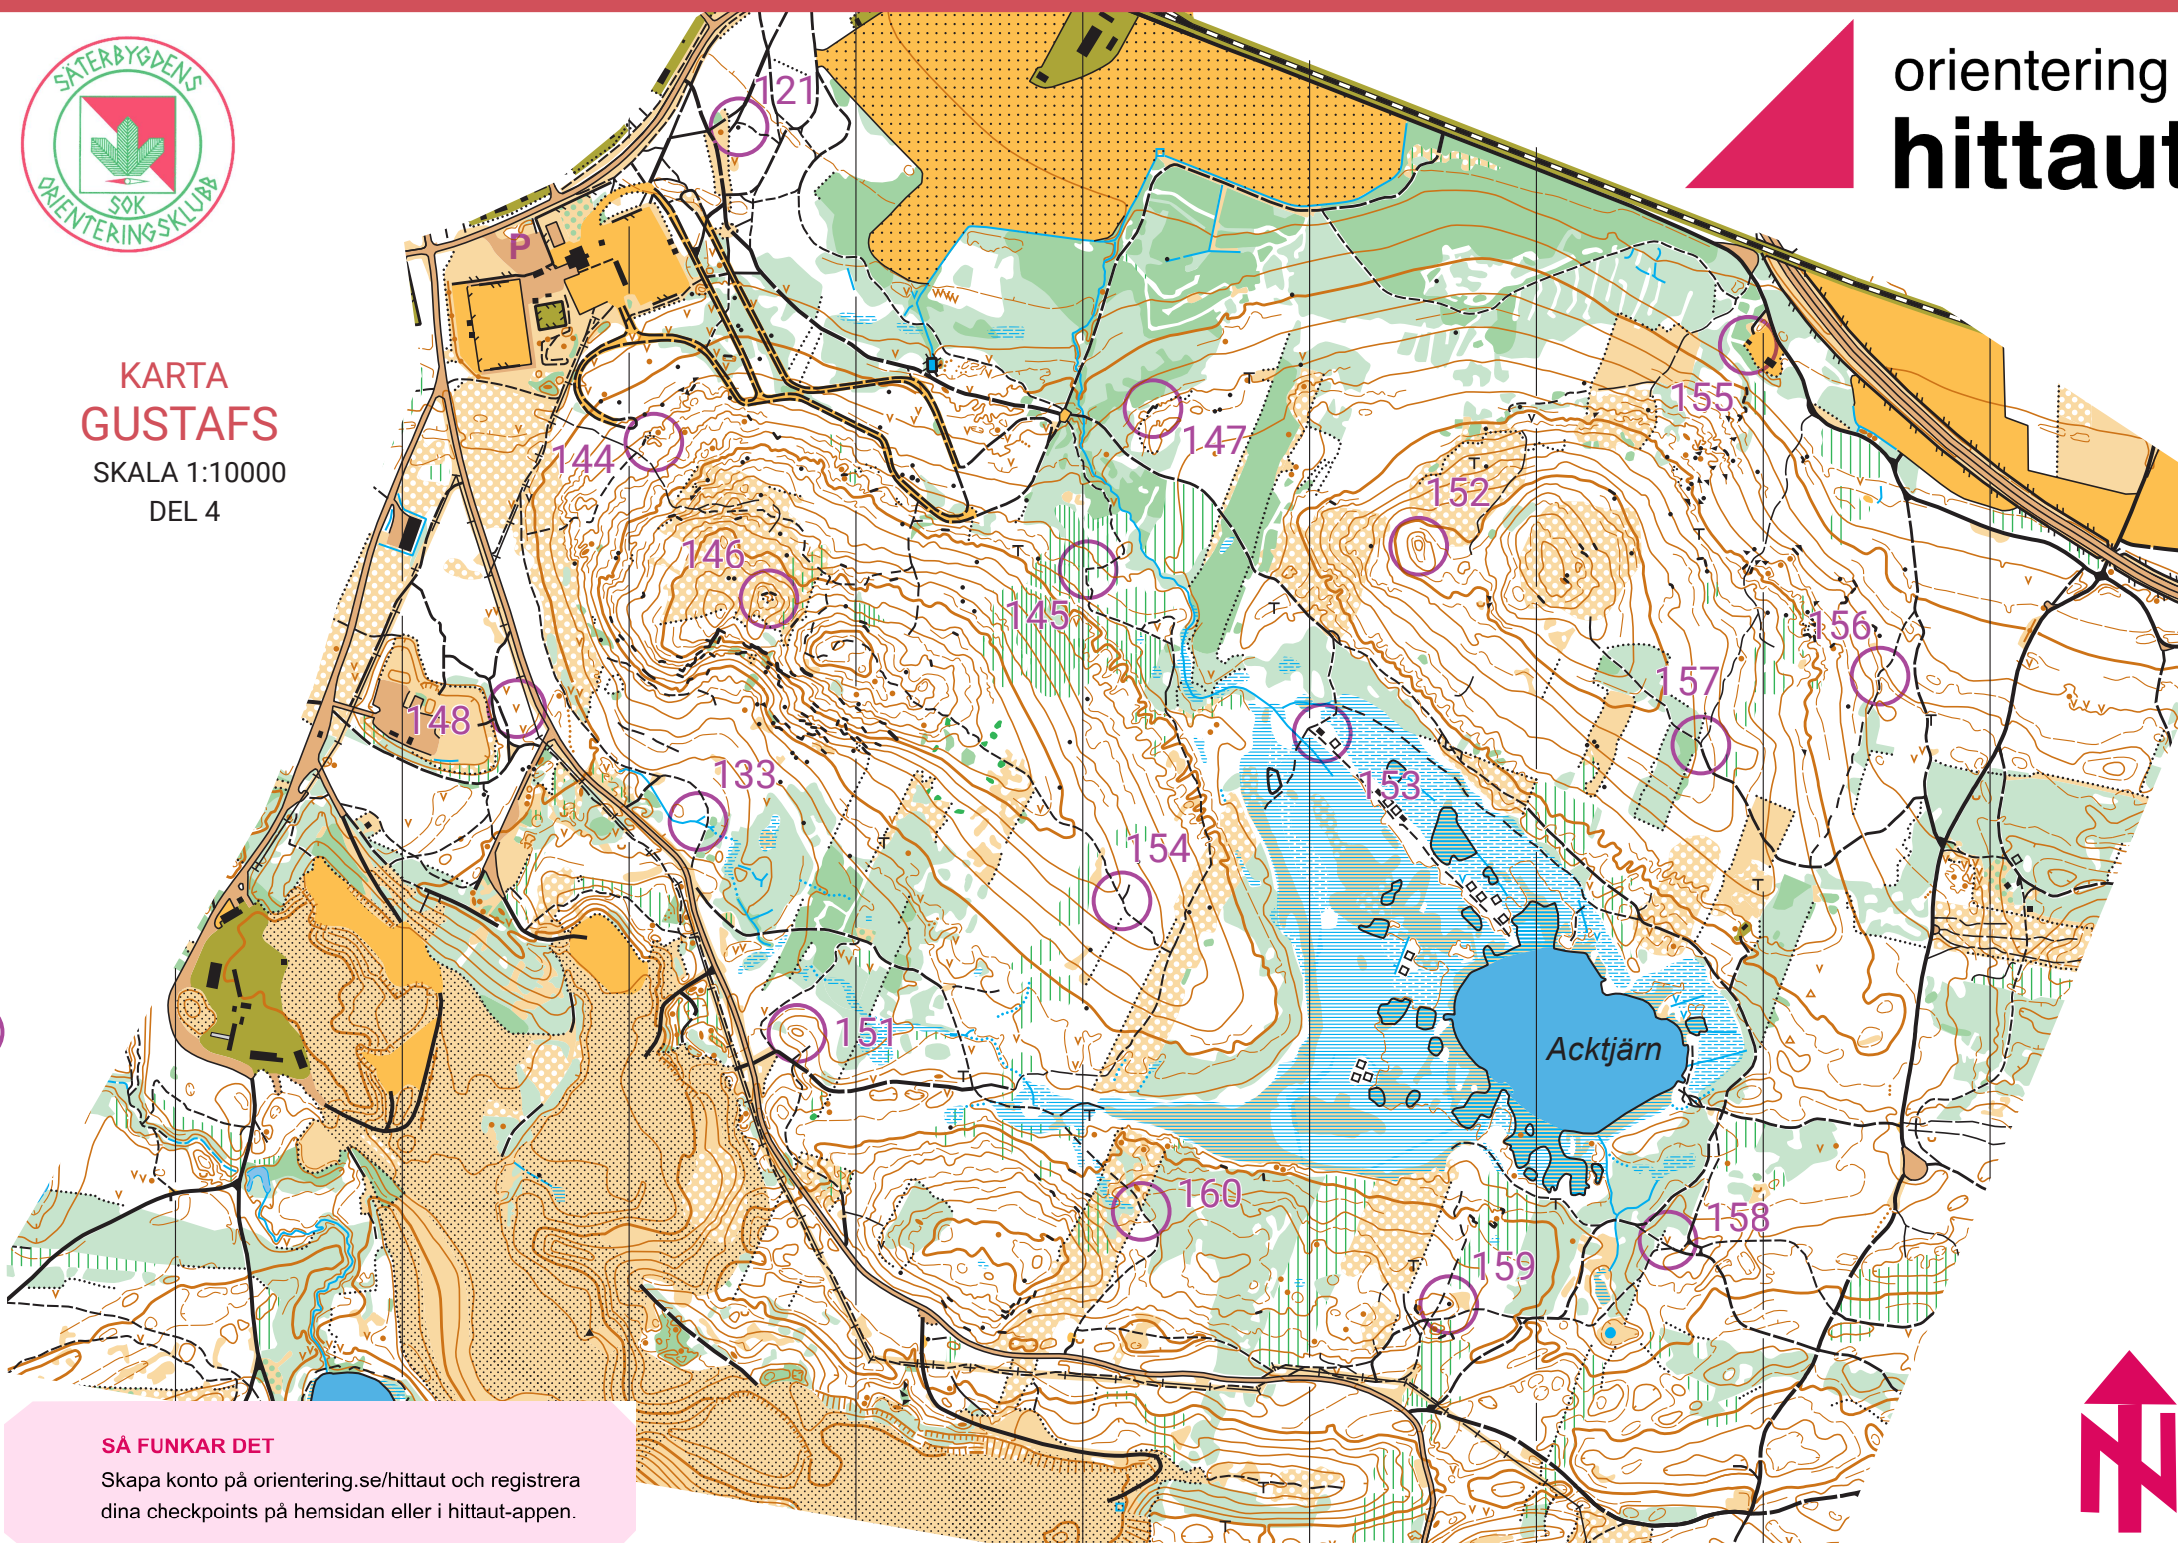 SÄTERBYGDENS
SOK
ORIENTERINGSKLUBB
orientering
hittaut
KARTA
GUSTAFS
SKALA 1:10000
DEL 4
P
121
144
147
155
152
146
145
156
157
148
133
153
154
151
Acktjärn
160
158
159
SÅ FUNKAR DET
Skapa konto på orientering.se/hittaut och registrera
dina checkpoints på hemsidan eller i hittaut-appen.
N